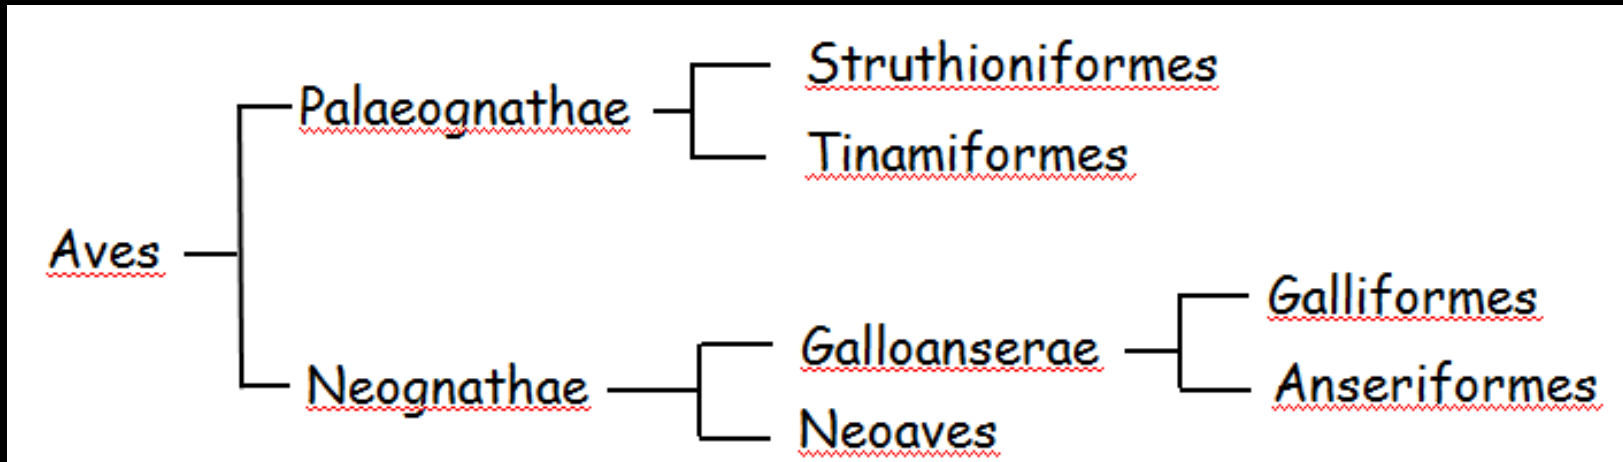 Struthioniformes
Palaeognathae
Tinamiformes
Aves
Galliformes
Galloanserae
Anseriformes
Neognathae
Neoaves